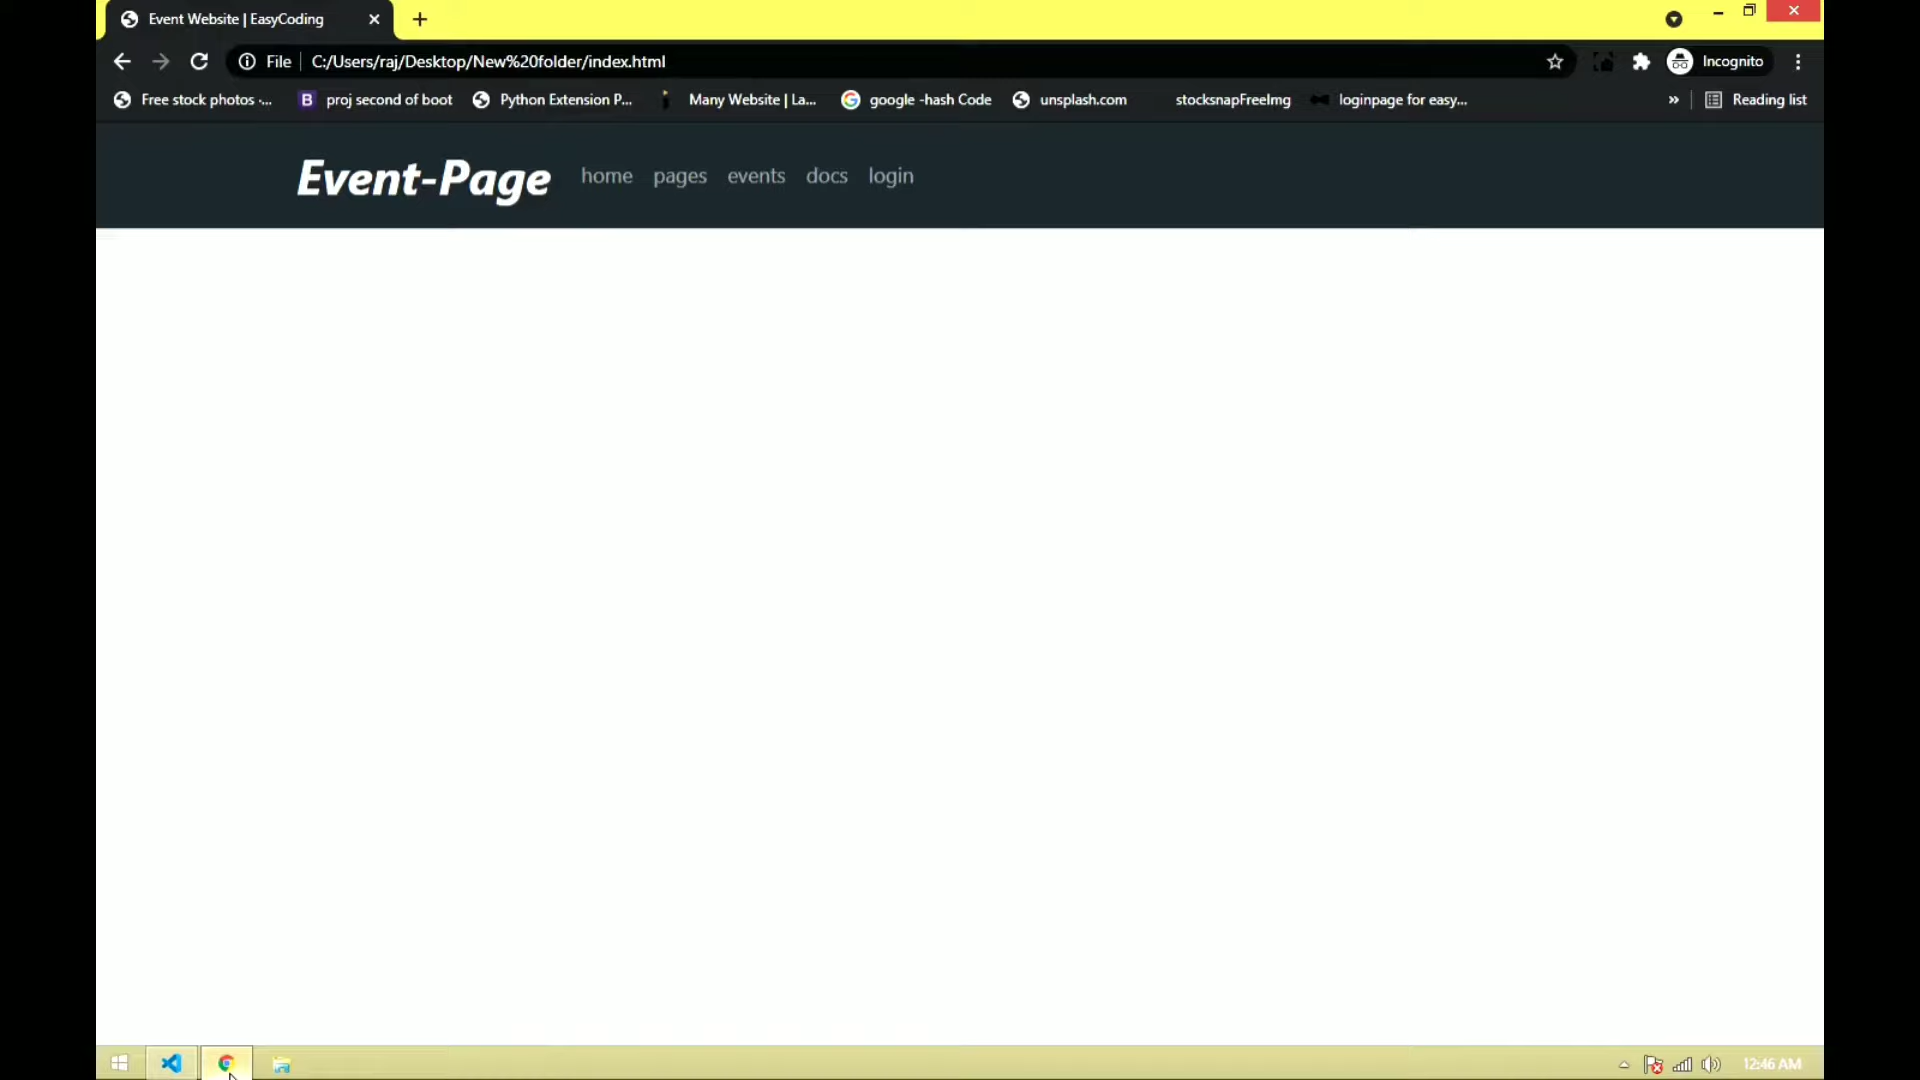 Event Website | EasyCoding
File C:/Users/raj/Desktop/New%20folder/index.html
Incognito
Free stock photos ·...
B proj second of boot
Python Extension P...
Many Website | La...
google -hash Code
unsplash.com
stocksnapFreeImg
loginpage for easy...
»
Reading list
Event-Page home pages events docs login
12:46 AM